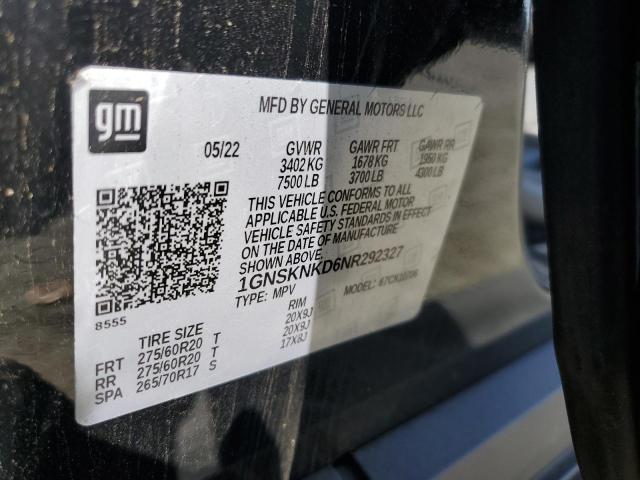 gm
MFD BY GENERAL MOTORS LLC
05/22 GVWR GAWR FRT GAWR RR
3402 KG 1678 KG 1950 KG
7500 LB 3700 LB 4300 LB
THIS VEHICLE CONFORMS TO ALL
APPLICABLE U.S. FEDERAL MOTOR
VEHICLE SAFETY STANDARDS IN EFFECT
ON THE DATE OF MANUFACTURE
SHOWN ABOVE.
1GNSKNKD6NR292327
TYPE: MPV MODEL:
8555
TIRE SIZE RIM
FRT 275/60R20 T 20X9J
RR 275/60R20 T 20X9J
SPA 265/70R17 S 17X8J